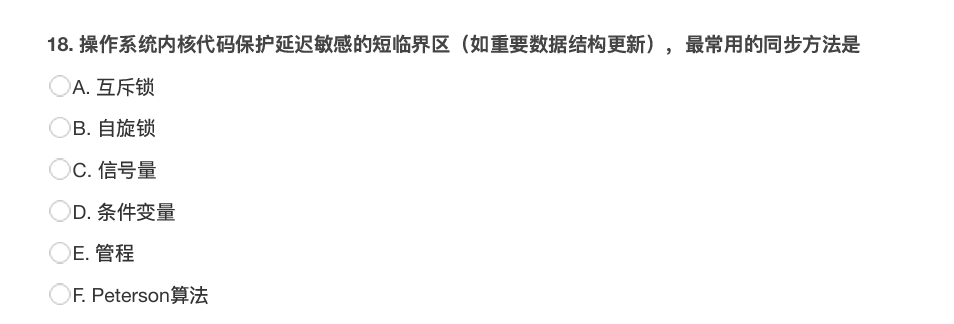 18. 操作系统内核代码保护延迟敏感的短临界区（如重要数据结构更新），最常用的同步方法是
A. 互斥锁
B. 自旋锁
C. 信号量
D. 条件变量
E. 管程
F. Peterson算法